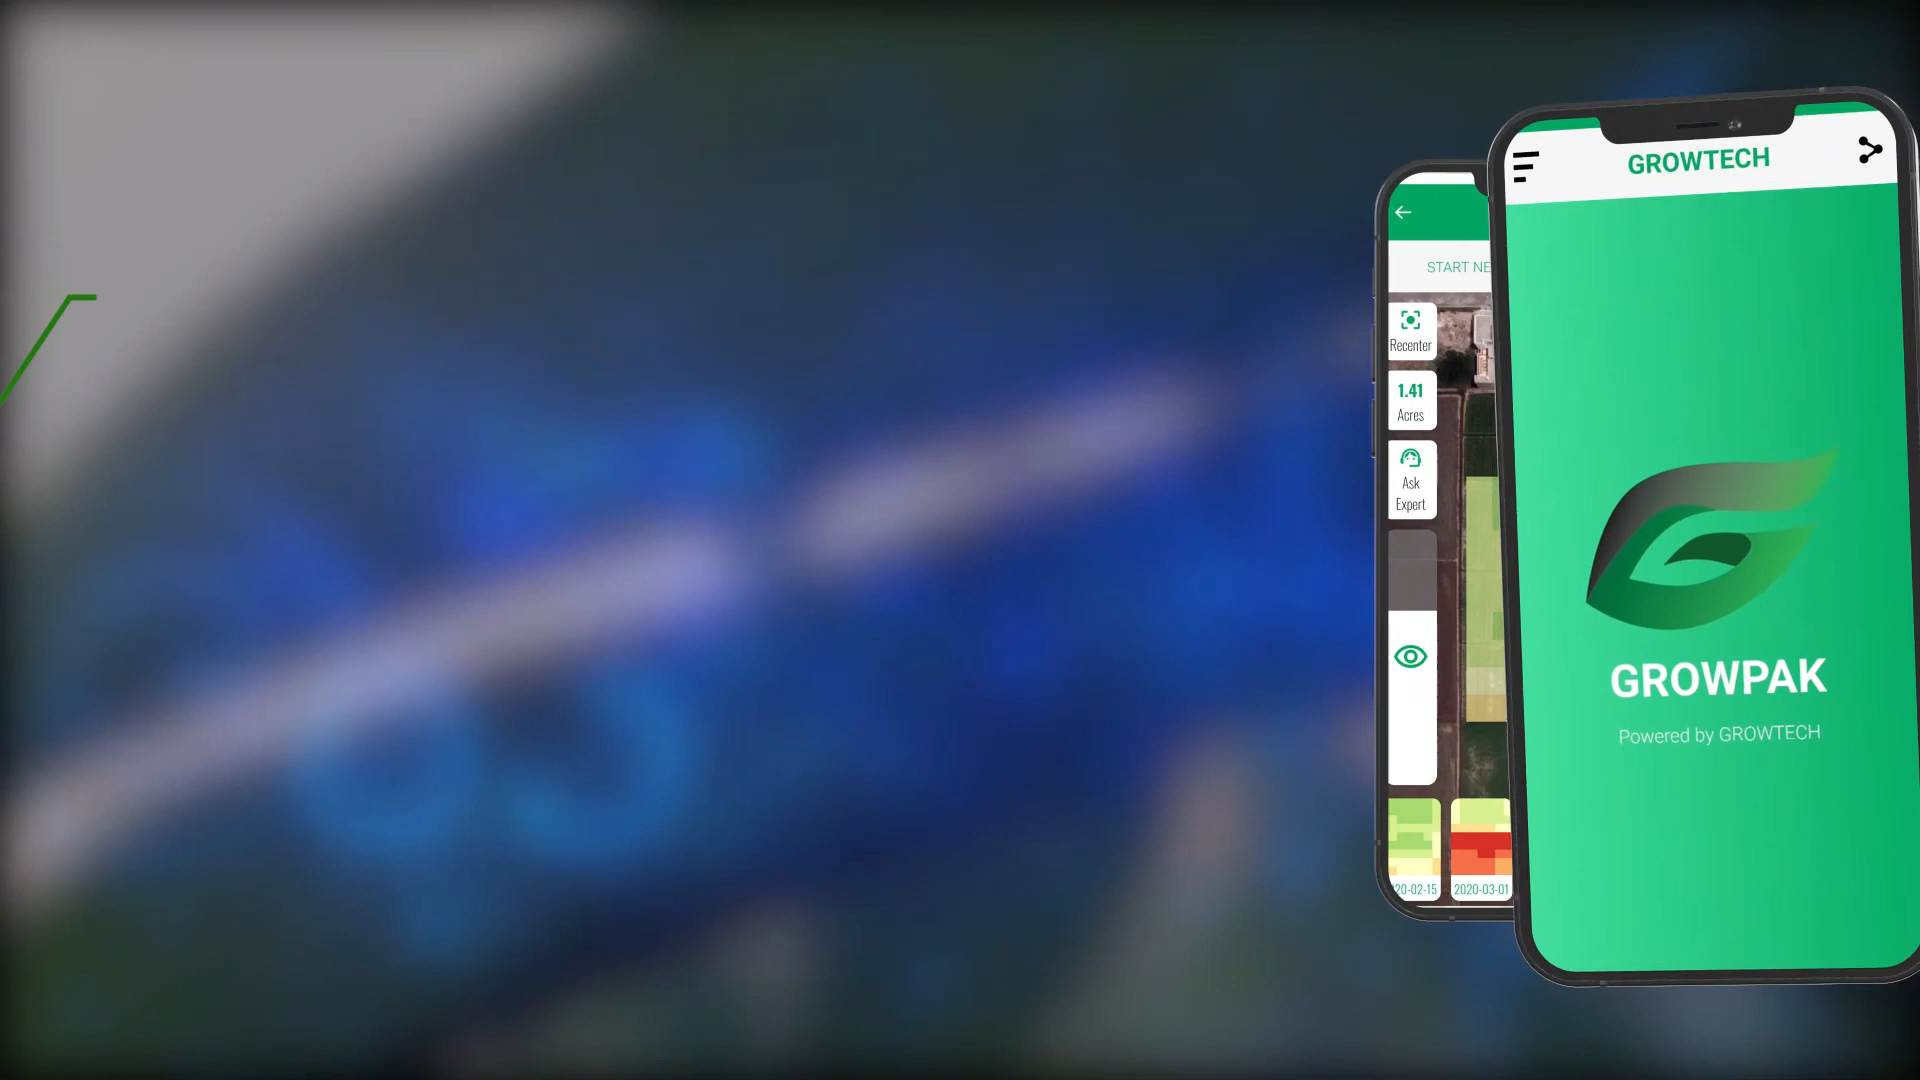 GROWTECH
START NE
Recenter
1.41
Acres
Ask
Expert
GROWPAK
Powered by GROWTECH
20-02-15
2020-03-01